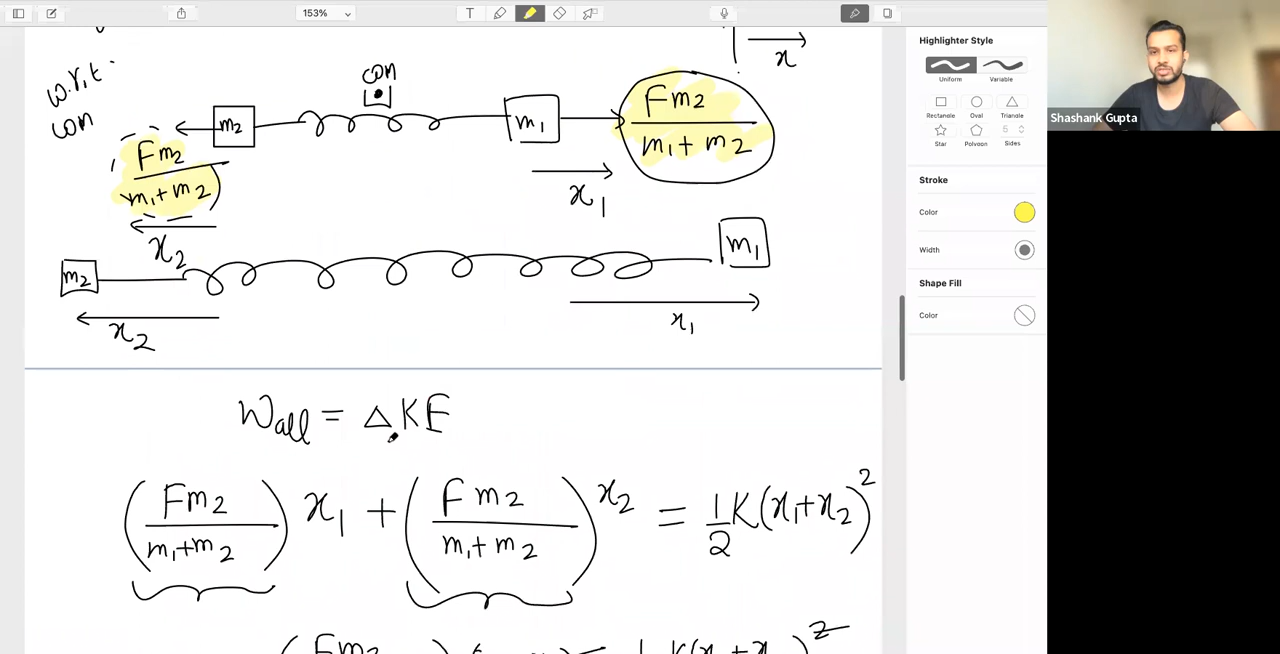 153%
T
Highlighter Style
Uniform Variable
Rectangle Oval Triangle
Star Polygon 5 Sides
Stroke
Color
Width
Shape Fill
Color
Shashank Gupta
x
w.r.t.
com
com
m2
m1
Fm2
m1+m2
Fm2
m1+m2
x1
x2
m2
m1
x2
x1
Wall = ΔKE
(Fm2/m1+m2) x1 + (Fm2/m1+m2) x2 = 1/2 K(x1+x2)²